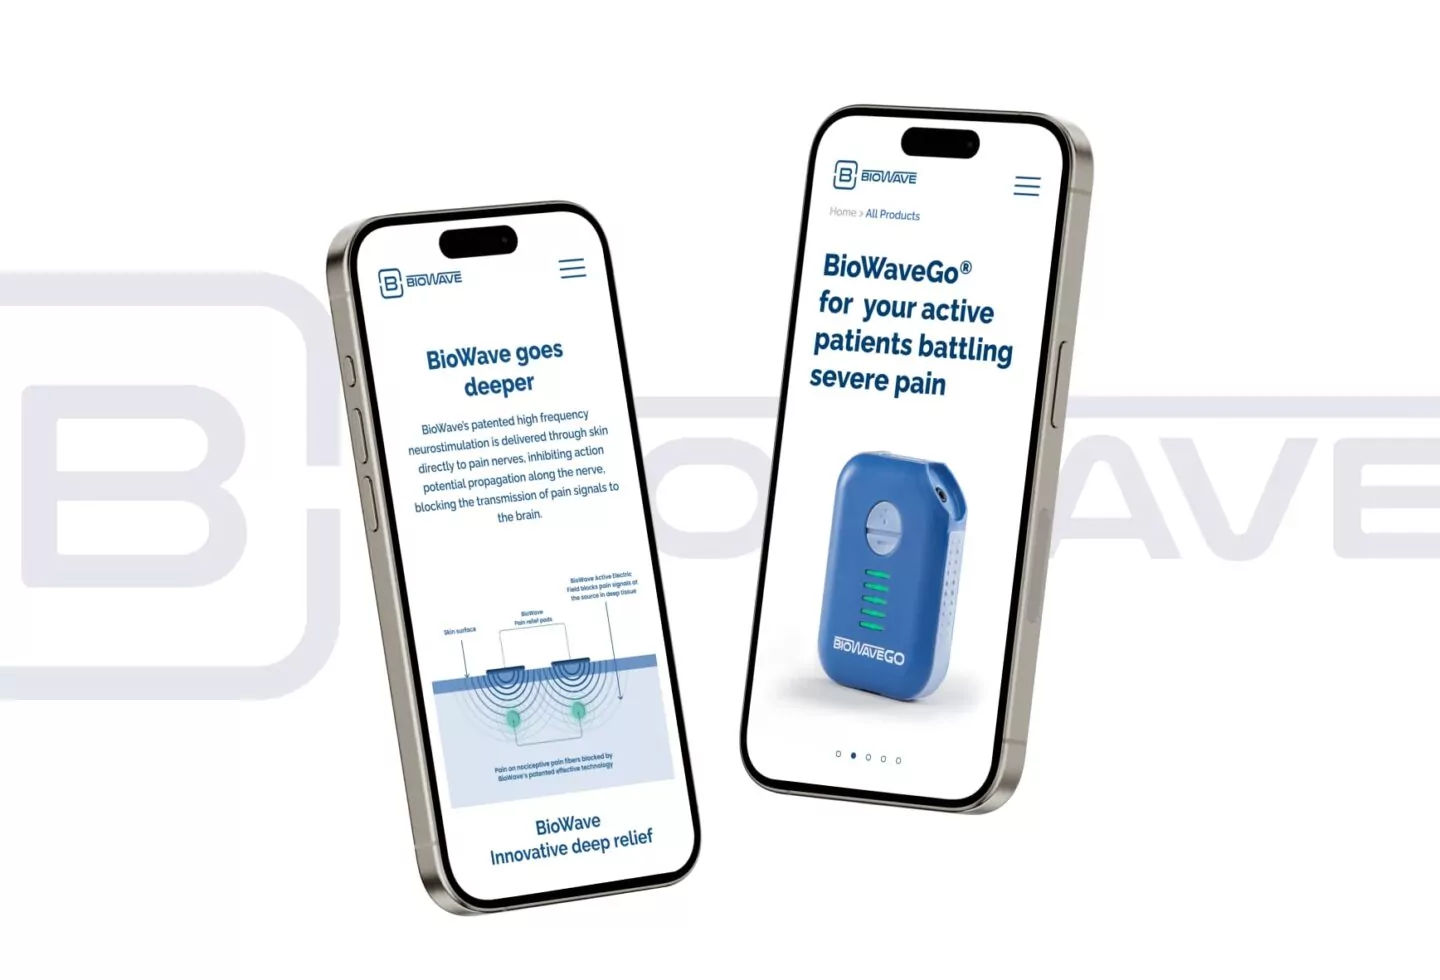 BIOWAVE
BioWave goes
deeper
BioWave's patented high frequency
neurostimulation is delivered through skin
directly to pain nerves, inhibiting action
potential propagation along the nerve,
blocking the transmission of pain signals to
the brain.
BioWave Active Electric
Field blocks pain signals at
the source in deep tissue
BioWave
Pain relief pads
Skin surface
Pain on nociceptive pain fibers blocked by
BioWave's patented effective technology
BioWave
Innovative deep relief
B BIOWAVE
Home > All Products
BioWaveGo®
for your active
patients battling
severe pain
BIOWAVEGO
B
O AVE